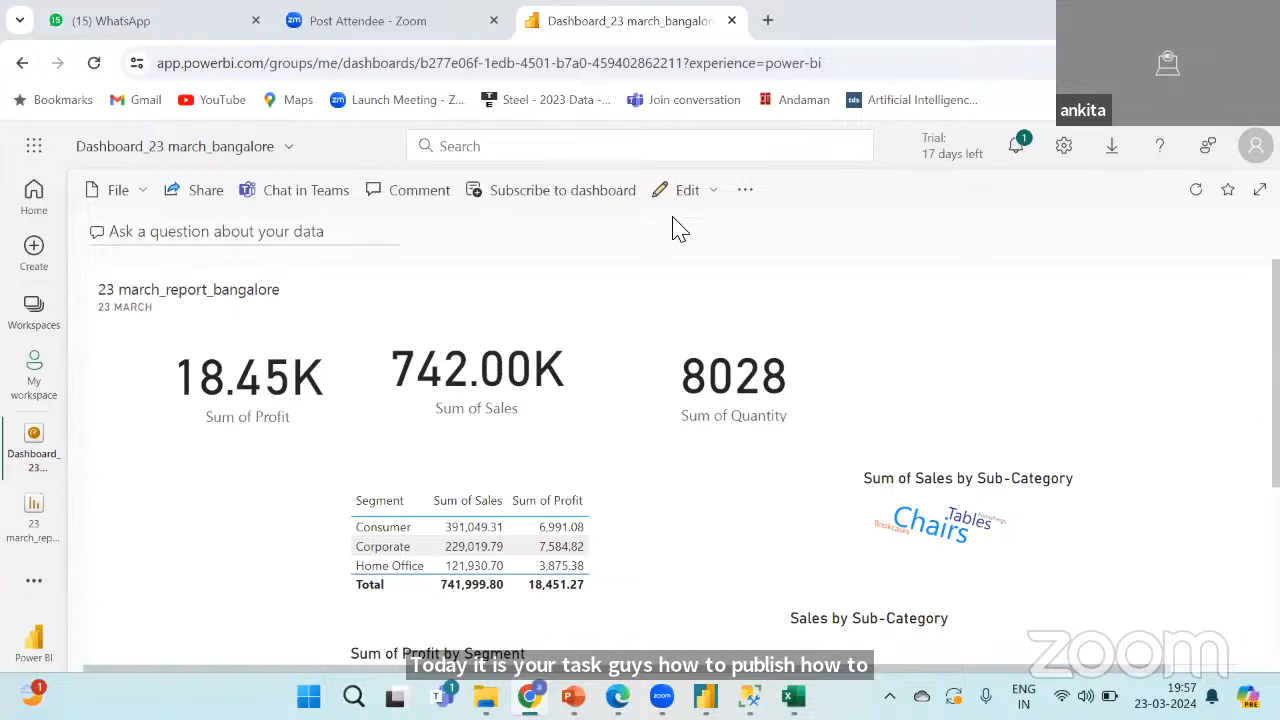 (15) WhatsApp
Post Attendee - Zoom
Dashboard_23 march_bangalor
app.powerbi.com/groups/me/dashboards/b277e06f-1edb-4501-b7a0-459402862211?experience=power-bi
Bookmarks
Gmail
YouTube
Maps
Launch Meeting - Z...
Steel - 2023 Data -...
Join conversation
Andaman
Artificial Intelligenc...
ankita
Dashboard_23 march_bangalore
Search
Trial:
17 days left
1
File
Share
Chat in Teams
Comment
Subscribe to dashboard
Edit
Home
Create
Workspaces
My
workspace
Dashboard_
23...
23
march_rep...
Power BI
Ask a question about your data
23 march_report_bangalore
23 MARCH
18.45K
Sum of Profit
742.00K
Sum of Sales
8028
Sum of Quantity
Segment Sum of Sales Sum of Profit
Consumer 391,049.31 6,991.08
Corporate 229,019.79 7,584.82
Home Office 121,930.70 3,875.38
Total 741,999.80 18,451.27
Sum of Sales by Sub-Category
Chairs
Tables
Bookcases
Furnishings
Sales by Sub-Category
Sum of Profit by Segment
Today it is your task guys how to publish how to
zoom
1
1
ENG
IN
19:57
23-03-2024
PRE